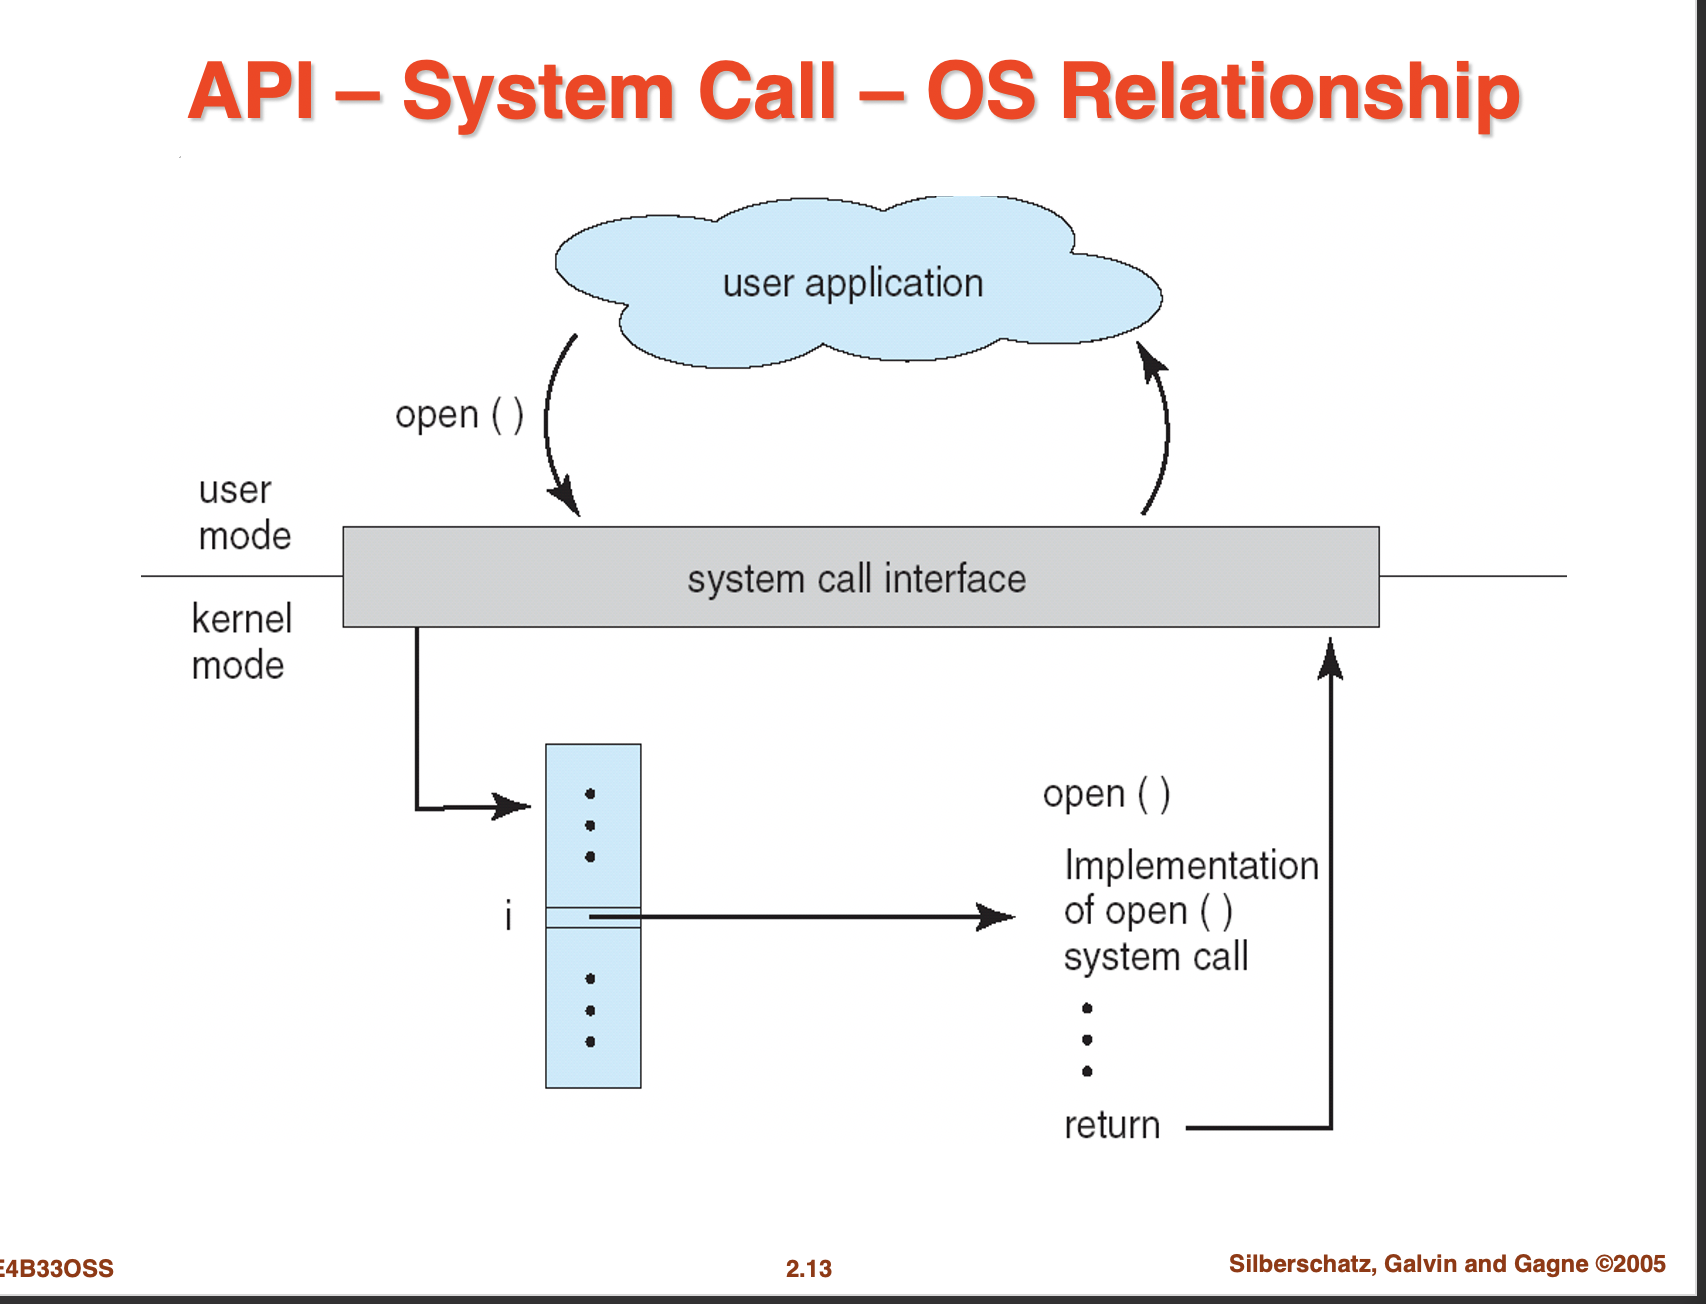 API – System Call – OS Relationship
user application
open ( )
user
mode
system call interface
kernel
mode
open ( )
Implementation
of open ( )
system call
i
return
E4B33OSS
2.13
Silberschatz, Galvin and Gagne ©2005